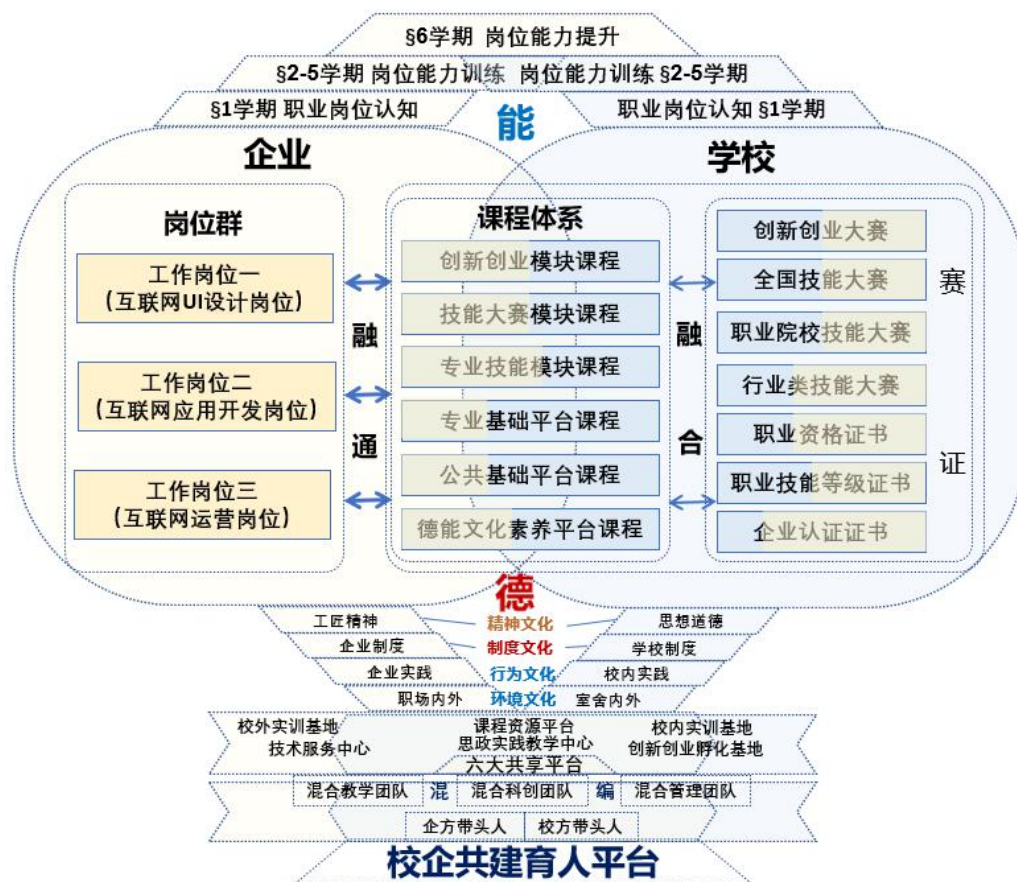 §6学期 岗位能力提升
§2-5学期 岗位能力训练 岗位能力训练 §2-5学期
§1学期 职业岗位认知
职业岗位认知 §1学期
能
企业
学校
岗位群
工作岗位一
（互联网UI设计岗位）
工作岗位二
（互联网应用开发岗位）
工作岗位三
（互联网运营岗位）
融
通
课程体系
创新创业模块课程
技能大赛模块课程
专业技能模块课程
专业基础平台课程
公共基础平台课程
德能文化素养平台课程
融
合
创新创业大赛
全国技能大赛
职业院校技能大赛
行业类技能大赛
职业资格证书
职业技能等级证书
企业认证证书
赛
证
德
工匠精神 精神文化 思想道德
企业制度 制度文化 学校制度
企业实践 行为文化 校内实践
职场内外 环境文化 室舍内外
校外实训基地 课程资源平台 校内实训基地
技术服务中心 思政实践教学中心 创新创业孵化基地
六大共享平台
混合教学团队 混 混合科创团队 编 混合管理团队
企方带头人 校方带头人
校企共建育人平台